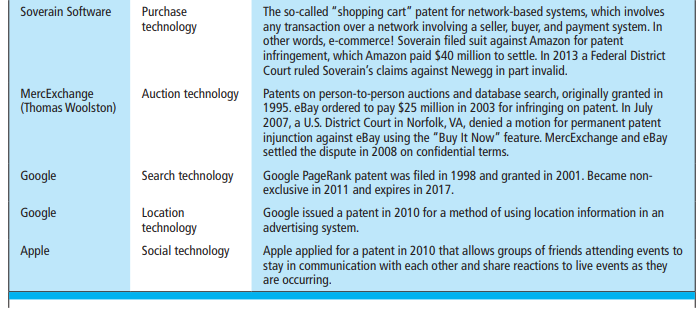 Soverain Software
Purchase
technology
The so-called “shopping cart” patent for network-based systems, which involves
any transaction over a network involving a seller, buyer, and payment system. In
other words, e-commerce! Soverain filed suit against Amazon for patent
infringement, which Amazon paid $40 million to settle. In 2013 a Federal District
Court ruled Soverain’s claims against Newegg in part invalid.
MercExchange
(Thomas Woolston)
Auction technology
Patents on person-to-person auctions and database search, originally granted in
1995. eBay ordered to pay $25 million in 2003 for infringing on patent. In July
2007, a U.S. District Court in Norfolk, VA, denied a motion for permanent patent
injunction against eBay using the “Buy It Now” feature. MercExchange and eBay
settled the dispute in 2008 on confidential terms.
Google
Search technology
Google PageRank patent was filed in 1998 and granted in 2001. Became non-
exclusive in 2011 and expires in 2017.
Google
Location
technology
Google issued a patent in 2010 for a method of using location information in an
advertising system.
Apple
Social technology
Apple applied for a patent in 2010 that allows groups of friends attending events to
stay in communication with each other and share reactions to live events as they
are occurring.